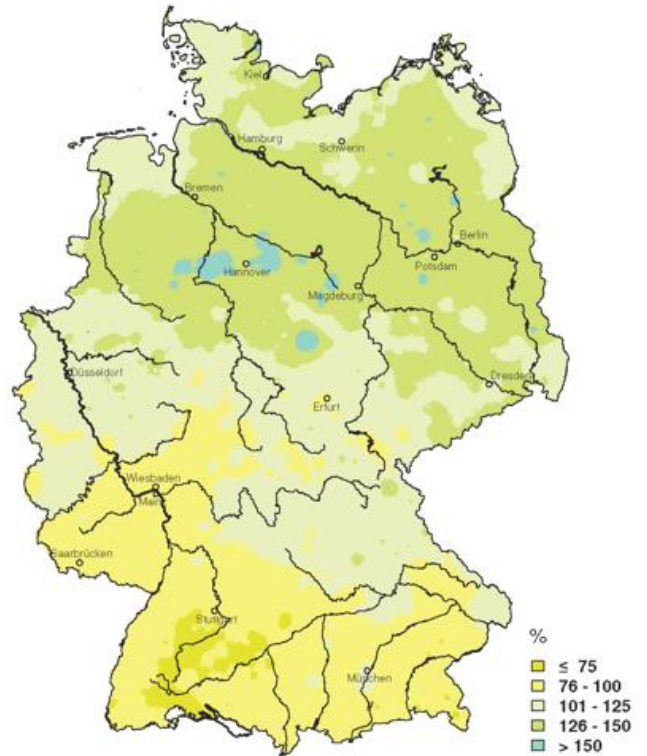 Kiel
Hamburg
Schwerin
Bremen
Berlin
Hannover
Potsdam
Magdeburg
Düsseldorf
Dresden
Erfurt
Wiesbaden
Mainz
Saarbrücken
Stuttgart
München
%
≤ 75
76 - 100
101 - 125
126 - 150
> 150